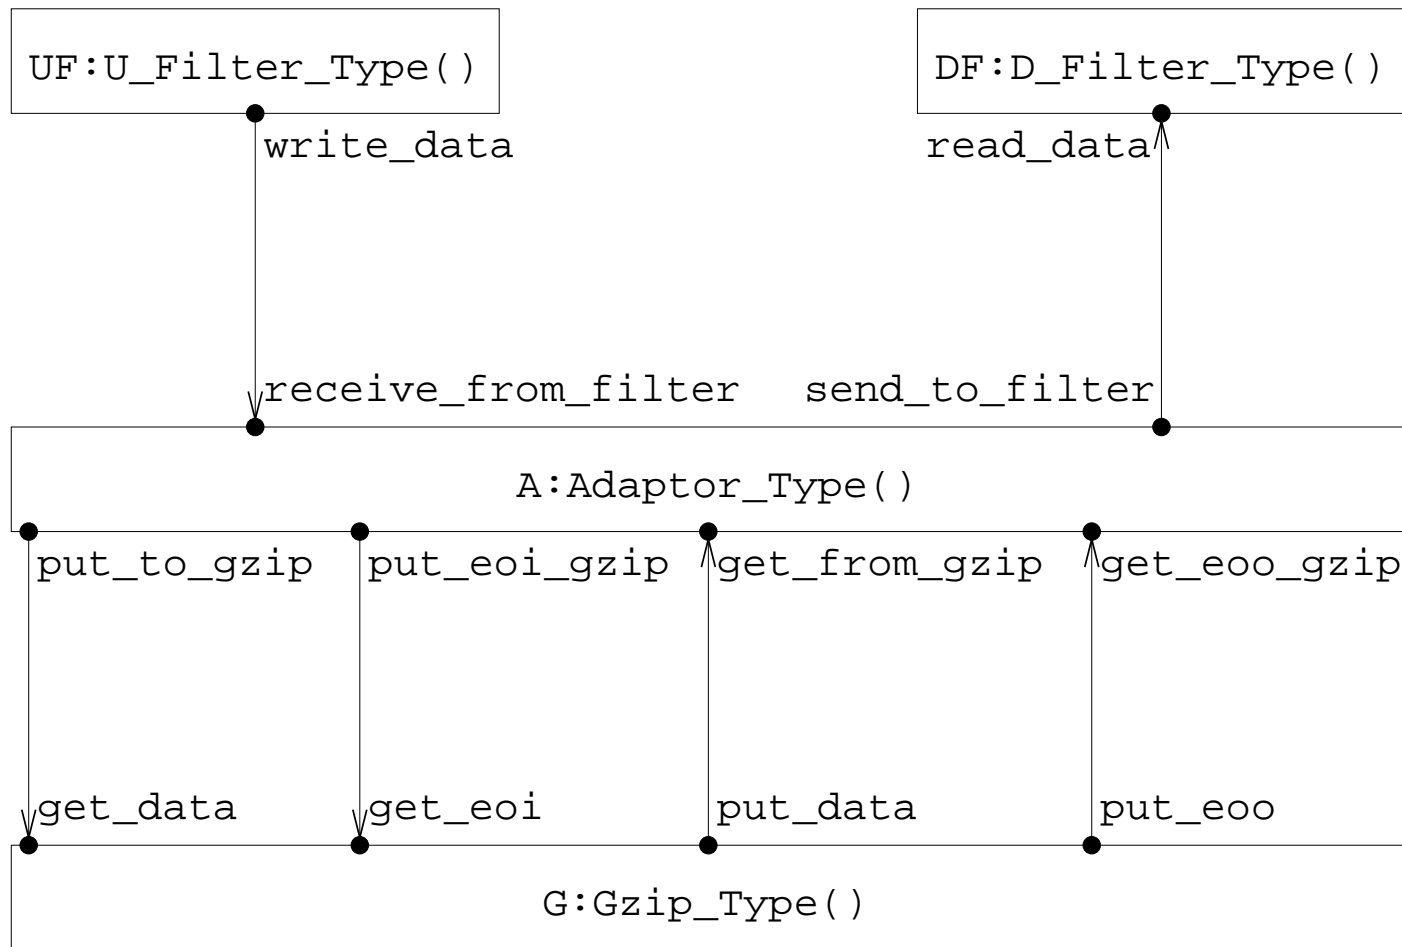 UF:U_Filter_Type() DF:D_Filter_Type()
write_data read_data
receive_from_filter send_to_filter
A:Adaptor_Type()
put_to_gzip put_eoi_gzip get_from_gzip get_eoo_gzip
get_data get_eoi put_data put_eoo
G:Gzip_Type()